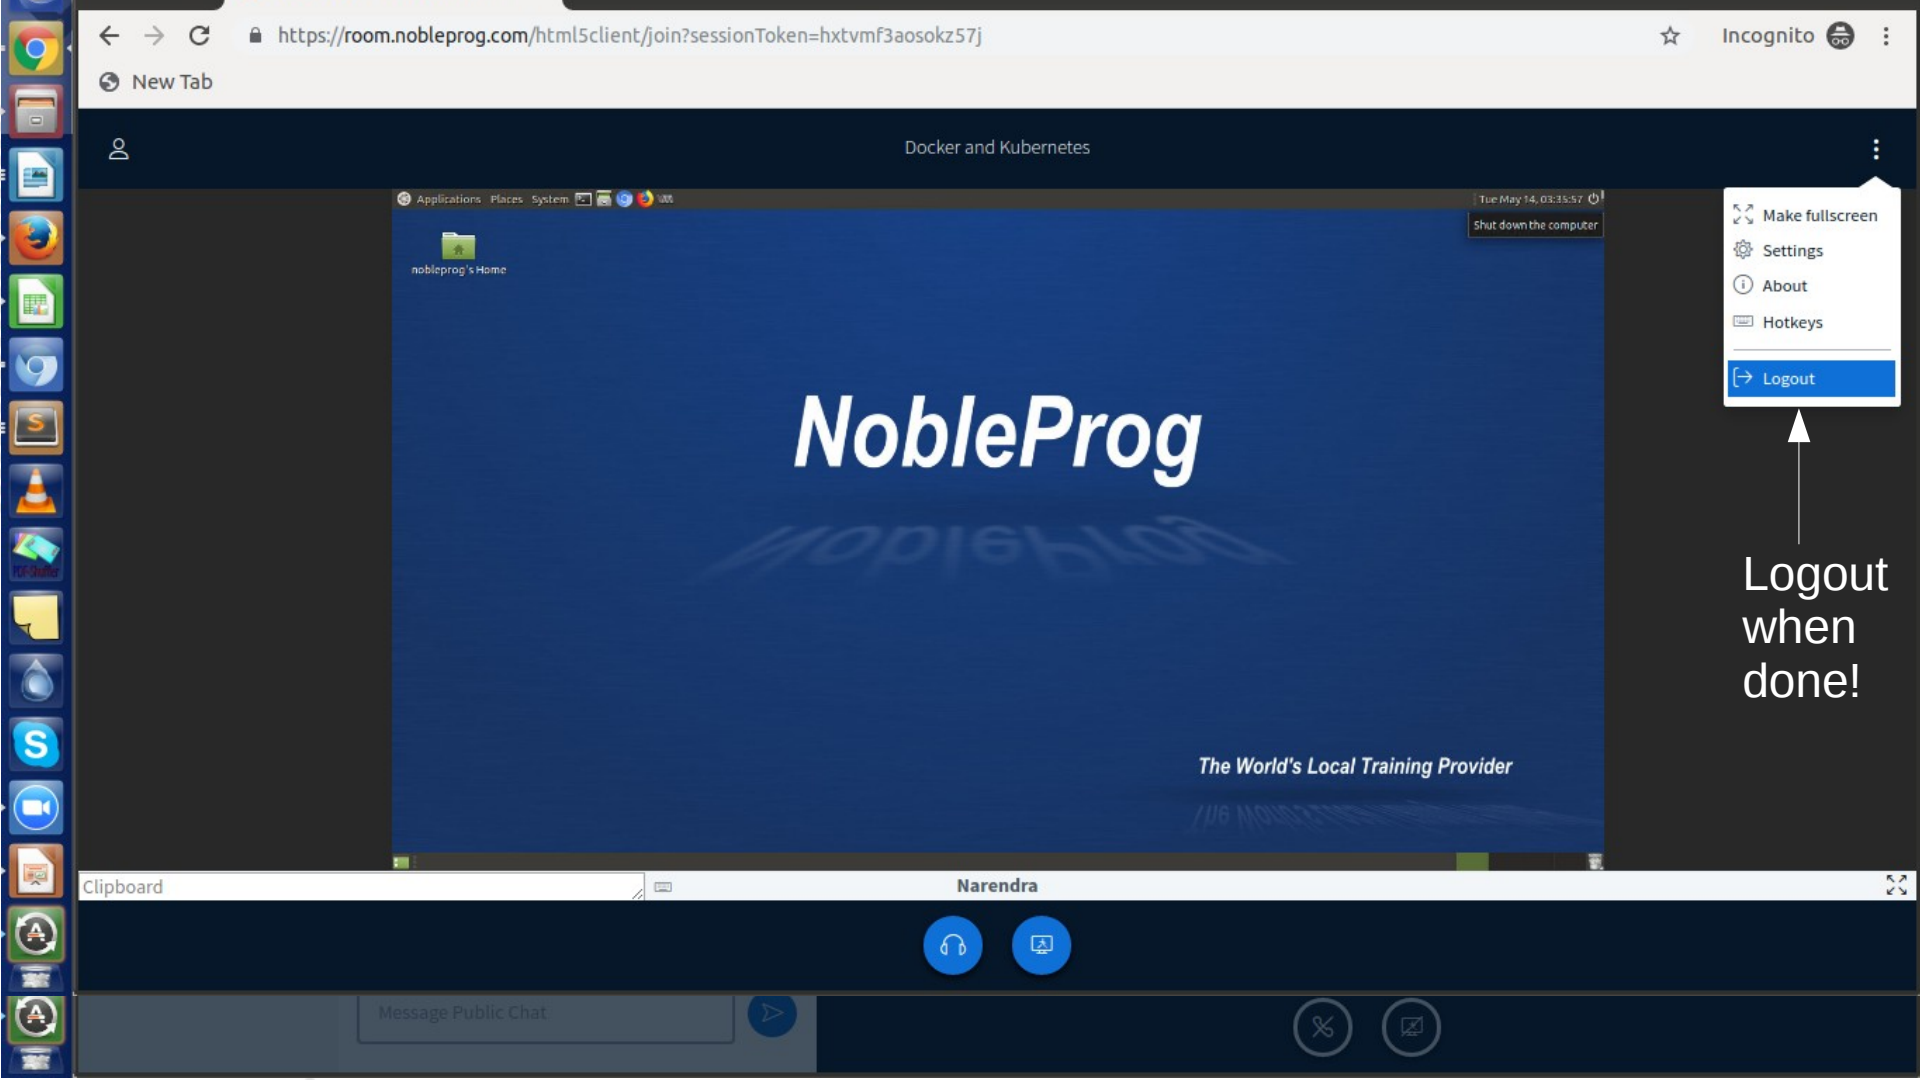 https://room.nobleprog.com/html5client/join?sessionToken=hxtvmf3aosokz57j
Incognito
New Tab
Docker and Kubernetes
Applications Places System
Tue May 14, 03:35:57
Shut down the computer
nobleprog's Home
Make fullscreen
Settings
About
Hotkeys
Logout
NobleProg
Logout
when
done!
The World's Local Training Provider
Clipboard
Narendra
Message Public Chat